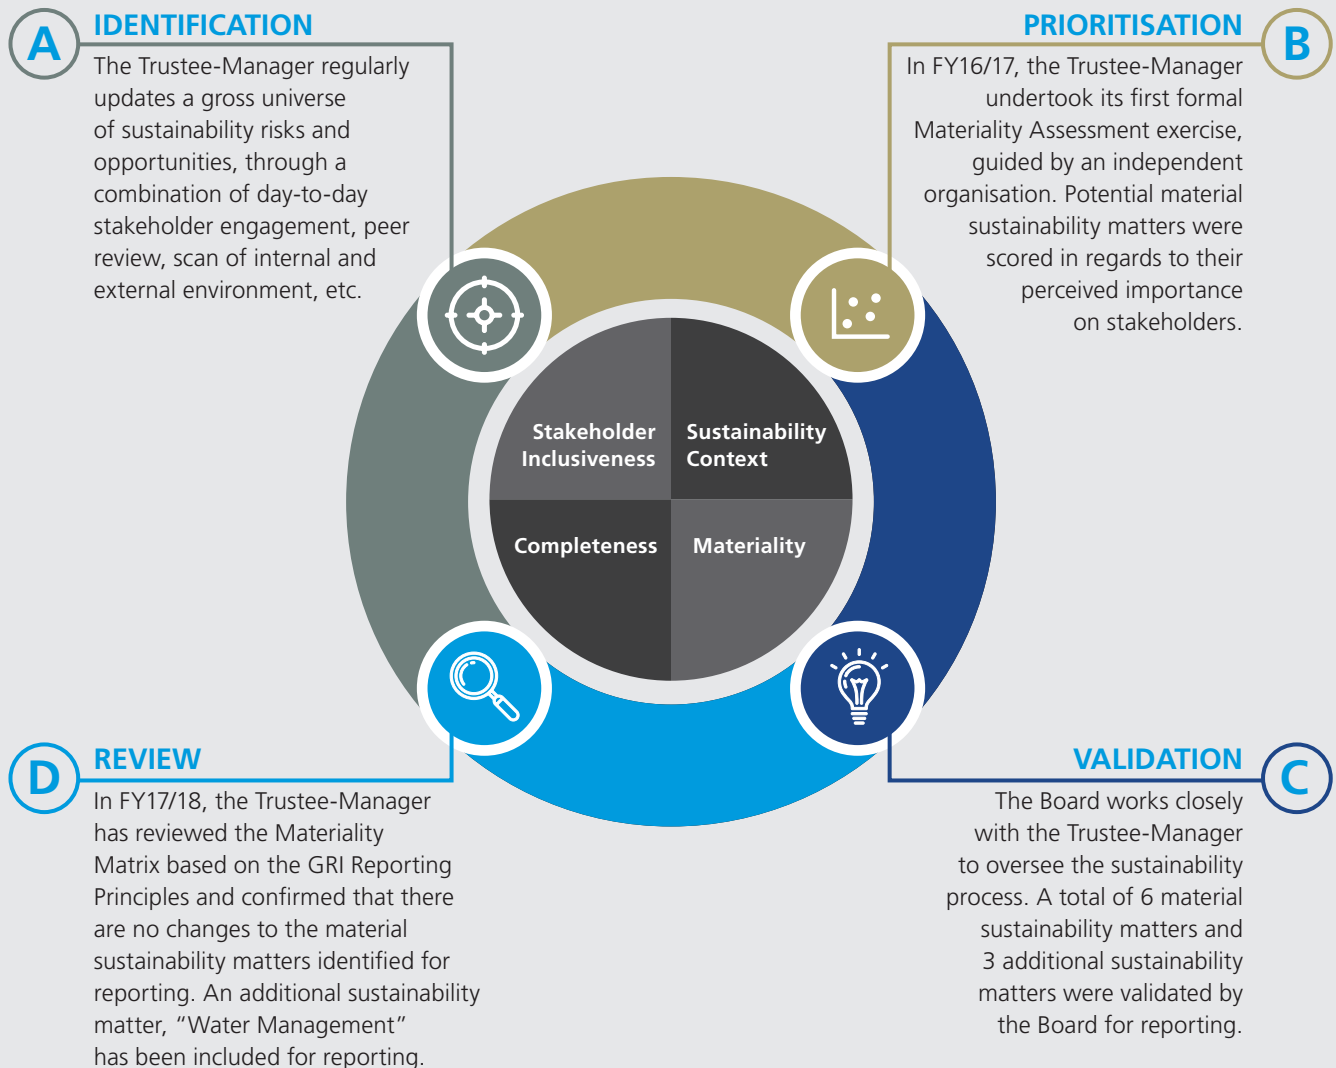 A
IDENTIFICATION
The Trustee-Manager regularly
updates a gross universe
of sustainability risks and
opportunities, through a
combination of day-to-day
stakeholder engagement, peer
review, scan of internal and
external environment, etc.
PRIORITISATION
B
In FY16/17, the Trustee-Manager
undertook its first formal
Materiality Assessment exercise,
guided by an independent
organisation. Potential material
sustainability matters were
scored in regards to their
perceived importance
on stakeholders.
Stakeholder
Inclusiveness
Sustainability
Context
Completeness
Materiality
D
REVIEW
In FY17/18, the Trustee-Manager
has reviewed the Materiality
Matrix based on the GRI Reporting
Principles and confirmed that there
are no changes to the material
sustainability matters identified for
reporting. An additional sustainability
matter, “Water Management”
has been included for reporting.
VALIDATION
C
The Board works closely
with the Trustee-Manager
to oversee the sustainability
process. A total of 6 material
sustainability matters and
3 additional sustainability
matters were validated by
the Board for reporting.